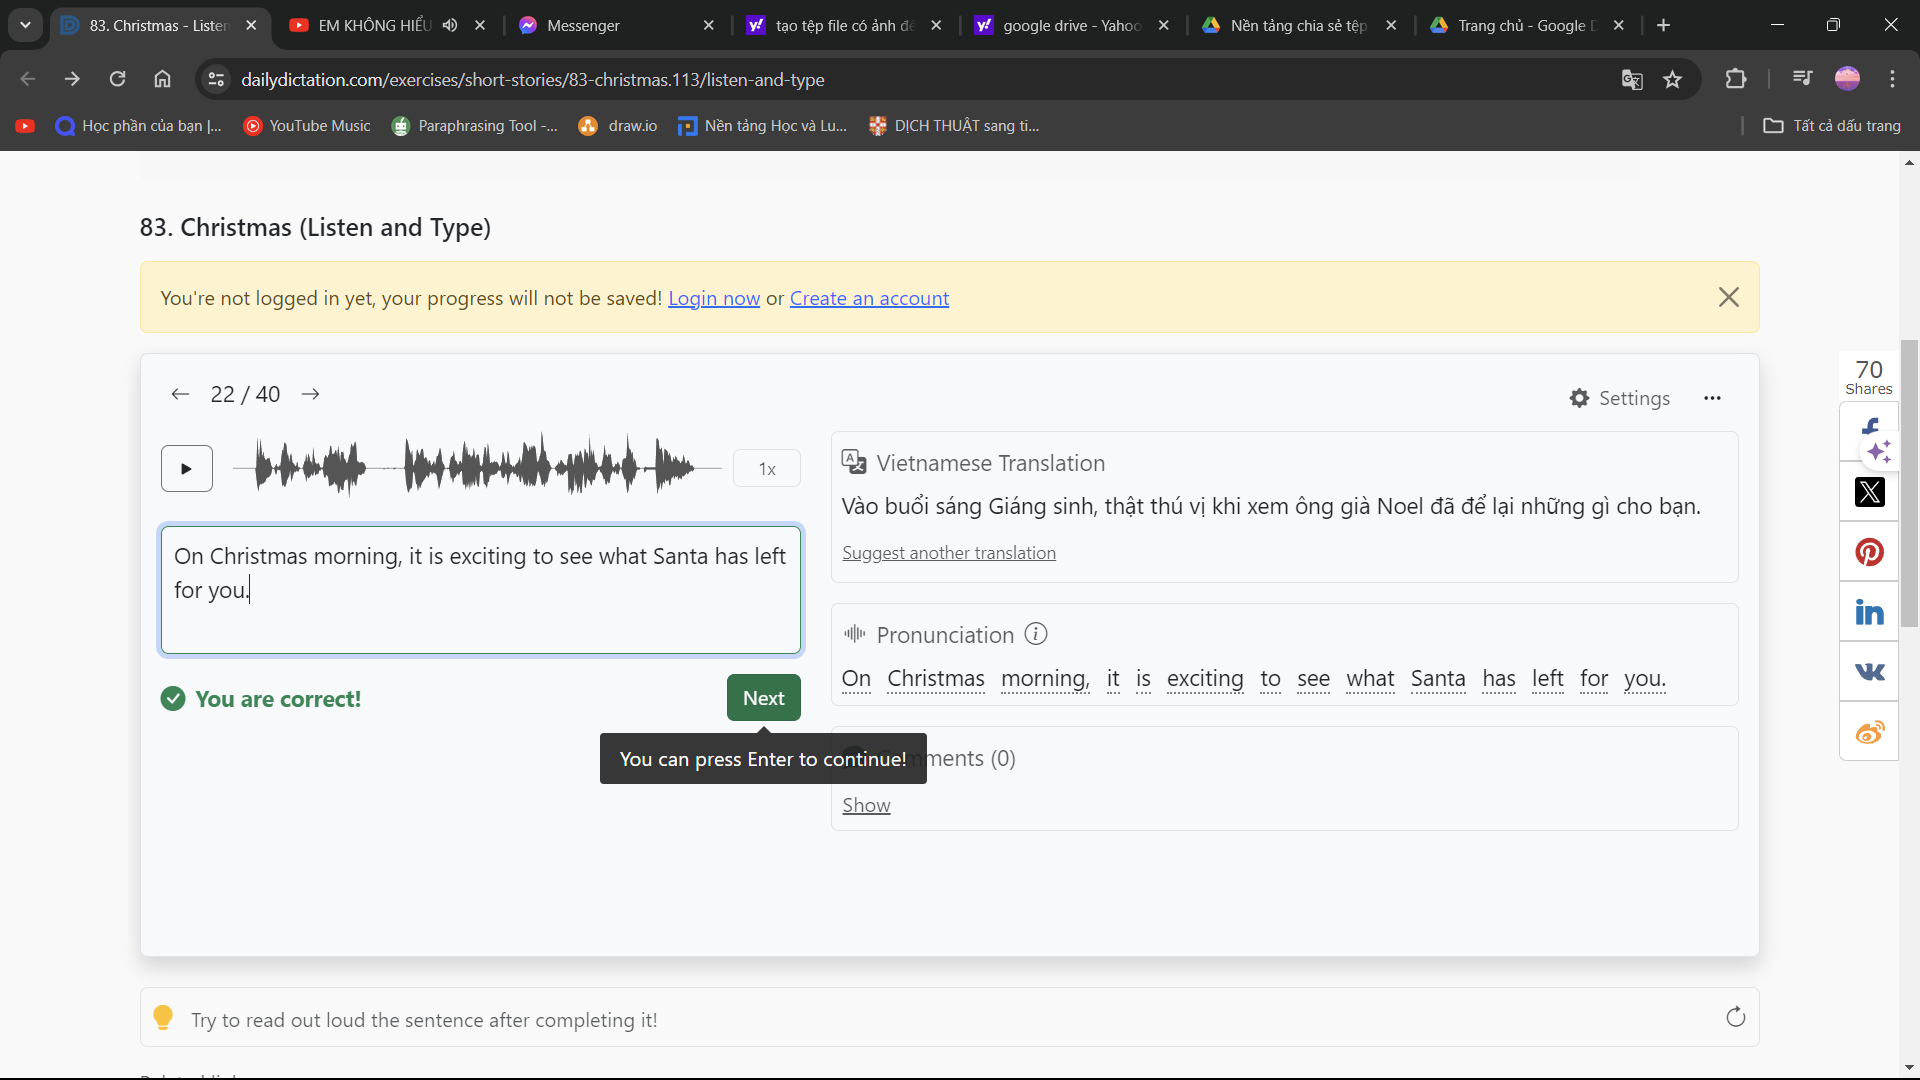 83. Christmas - Listen
EM KHÔNG HIỂU
Messenger
tạo tệp file có ảnh để
google drive - Yahoo
Nền tảng chia sẻ tệp
Trang chủ - Google D
dailydictation.com/exercises/short-stories/83-christmas.113/listen-and-type
Học phần của bạn |...
YouTube Music
Paraphrasing Tool -...
draw.io
Nền tảng Học và Lu...
DỊCH THUẬT sang ti...
Tất cả dấu trang
83. Christmas (Listen and Type)
You're not logged in yet, your progress will not be saved! Login now or Create an account
22 / 40
Settings
70
Shares
1x
Vietnamese Translation
Vào buổi sáng Giáng sinh, thật thú vị khi xem ông già Noel đã để lại những gì cho bạn.
Suggest another translation
On Christmas morning, it is exciting to see what Santa has left
for you.
Pronunciation
On Christmas morning, it is exciting to see what Santa has left for you.
You are correct!
Next
You can press Enter to continue!
ments (0)
Show
Try to read out loud the sentence after completing it!